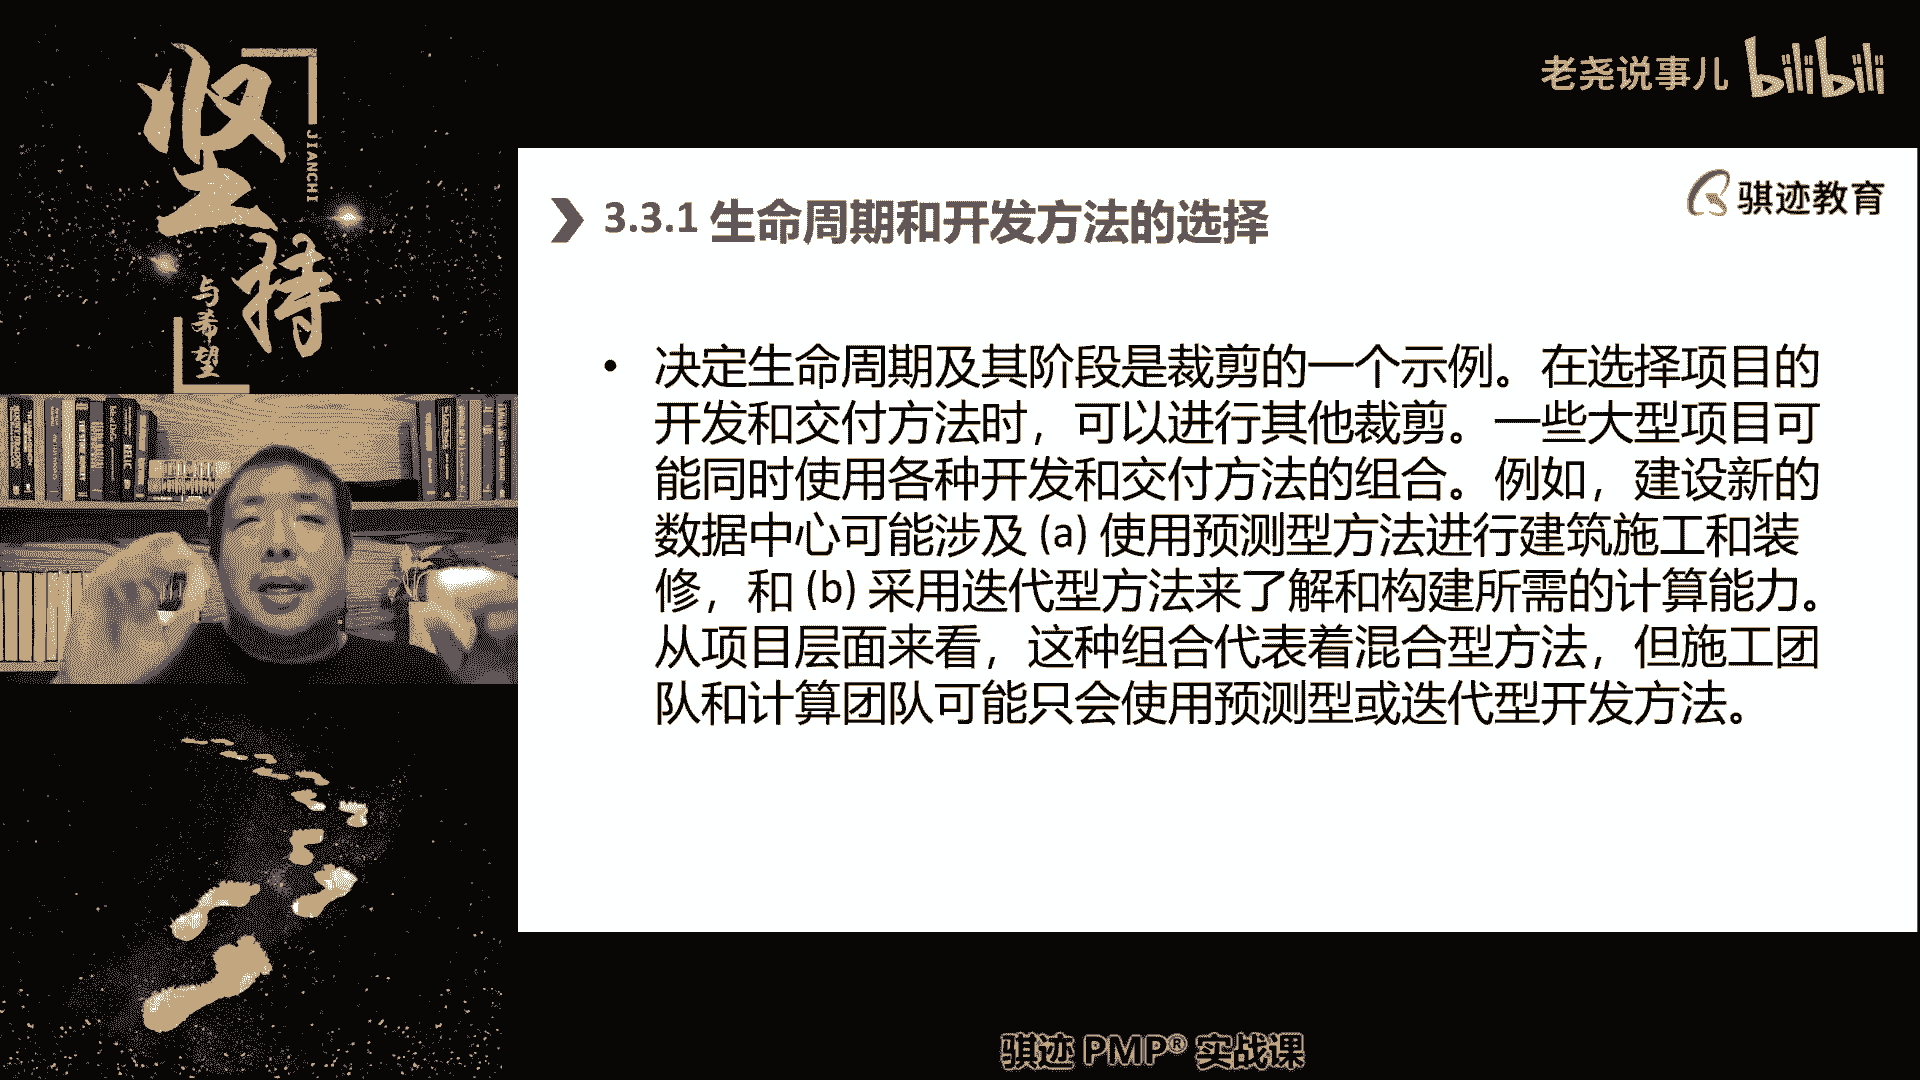 坚持
JIANCHI
与希望
老尧说事儿 bilibili
骐迹教育
3.3.1 生命周期和开发方法的选择
• 决定生命周期及其阶段是裁剪的一个示例。在选择项目的
开发和交付方法时，可以进行其他裁剪。一些大型项目可
能同时使用各种开发和交付方法的组合。例如，建设新的
数据中心可能涉及 (a) 使用预测型方法进行建筑施工和装
修，和 (b) 采用迭代型方法来了解和构建所需的计算能力。
从项目层面来看，这种组合代表着混合型方法，但施工团
队和计算团队可能只会使用预测型或迭代型开发方法。
骐迹 PMP® 实战课